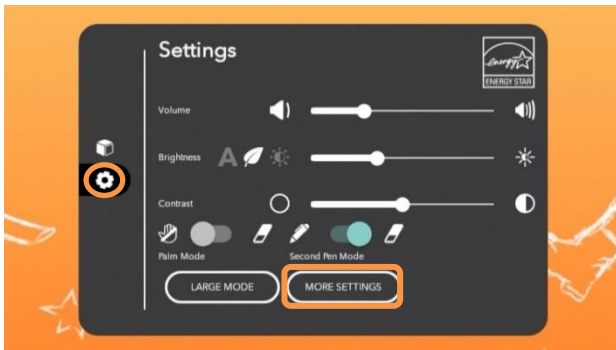 Settings
energy
ENERGY STAR
Volume
Brightness A
Contrast
Palm Mode Second Pen Mode
LARGE MODE MORE SETTINGS